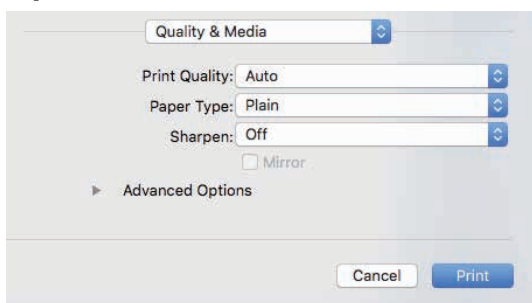 Quality & Media
Print Quality: Auto
Paper Type: Plain
Sharpen: Off
Mirror
Advanced Options
Cancel Print